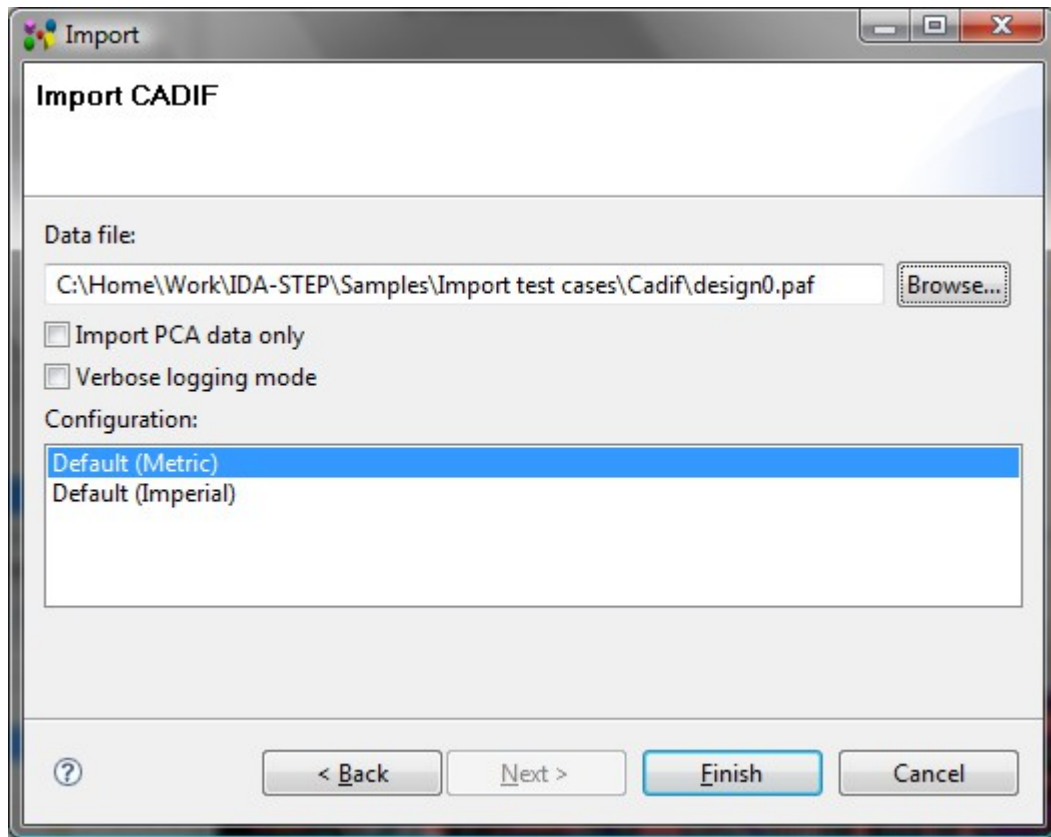 Import
Import CADIF
Data file:
C:\Home\Work\IDA-STEP\Samples\Import test cases\Cadif\design0.paf Browse...
Import PCA data only
Verbose logging mode
Configuration:
Default (Metric)
Default (Imperial)
? < Back Next > Finish Cancel